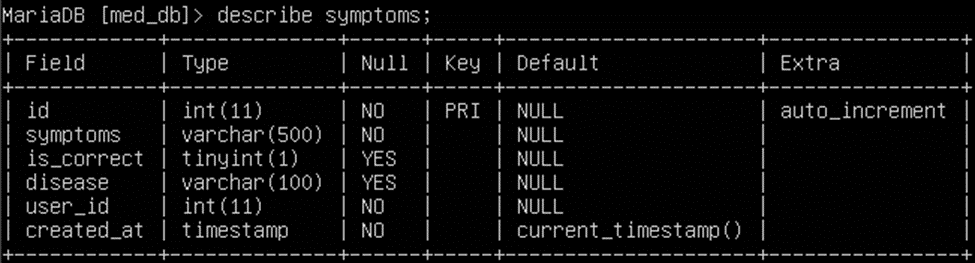 MariaDB [med_db]> describe symptoms;
+------------+--------------+------+-----+---------------------+----------------+
| Field      | Type         | Null | Key | Default             | Extra          |
+------------+--------------+------+-----+---------------------+----------------+
| id         | int(11)      | NO   | PRI | NULL                | auto_increment |
| symptoms   | varchar(500) | NO   |     | NULL                |                |
| is_correct | tinyint(1)   | YES  |     | NULL                |                |
| disease    | varchar(100) | YES  |     | NULL                |                |
| user_id    | int(11)      | NO   |     | NULL                |                |
| created_at | timestamp    | NO   |     | current_timestamp() |                |
+------------+--------------+------+-----+---------------------+----------------+